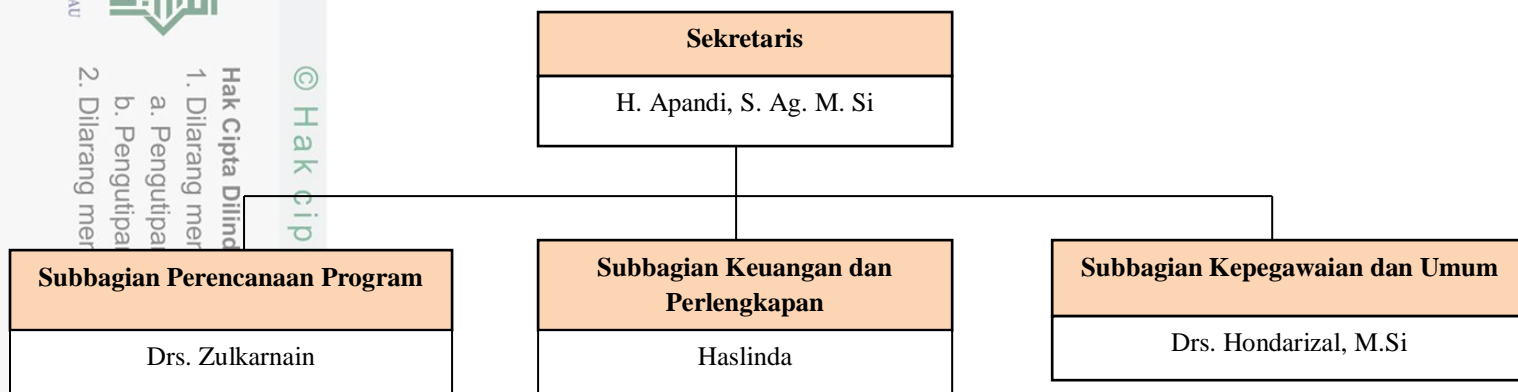 Sekretaris
H. Apandi, S. Ag. M. Si
Subbagian Perencanaan Program
Drs. Zulkarnain
Subbagian Keuangan dan
Perlengkapan
Haslinda
Subbagian Kepegawaian dan Umum
Drs. Hondarizal, M.Si
© Hak cip
Hak Cipta Dilind
1. Dilarang mer
a. Pengutipan
b. Pengutipan
2. Dilarang mer
AU